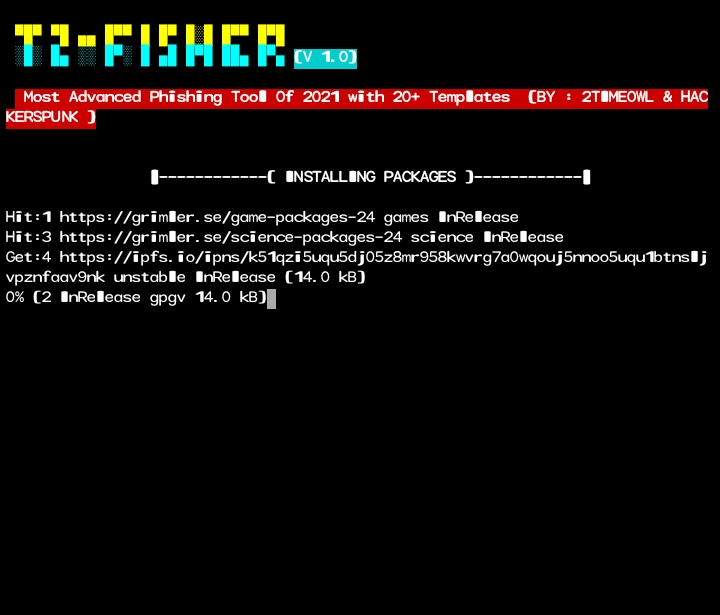 TZ-FISHER (V 1.0)
Most Advanced Phishing Tool Of 2021 with 20+ Templates (BY : 2TIMEOWL & HAC
KERSPUNK )
[------------( INSTALLING PACKAGES )------------]
Hit:1 https://grimler.se/game-packages-24 games InRelease
Hit:3 https://grimler.se/science-packages-24 science InRelease
Get:4 https://ipfs.io/ipns/k51qzi5uqu5dj05z8mr958kwvrg7a0wqouj5nnoo5uqu1btnslj
vpznfaav9nk unstable InRelease (14.0 kB)
0% (2 InRelease gpgv 14.0 kB)